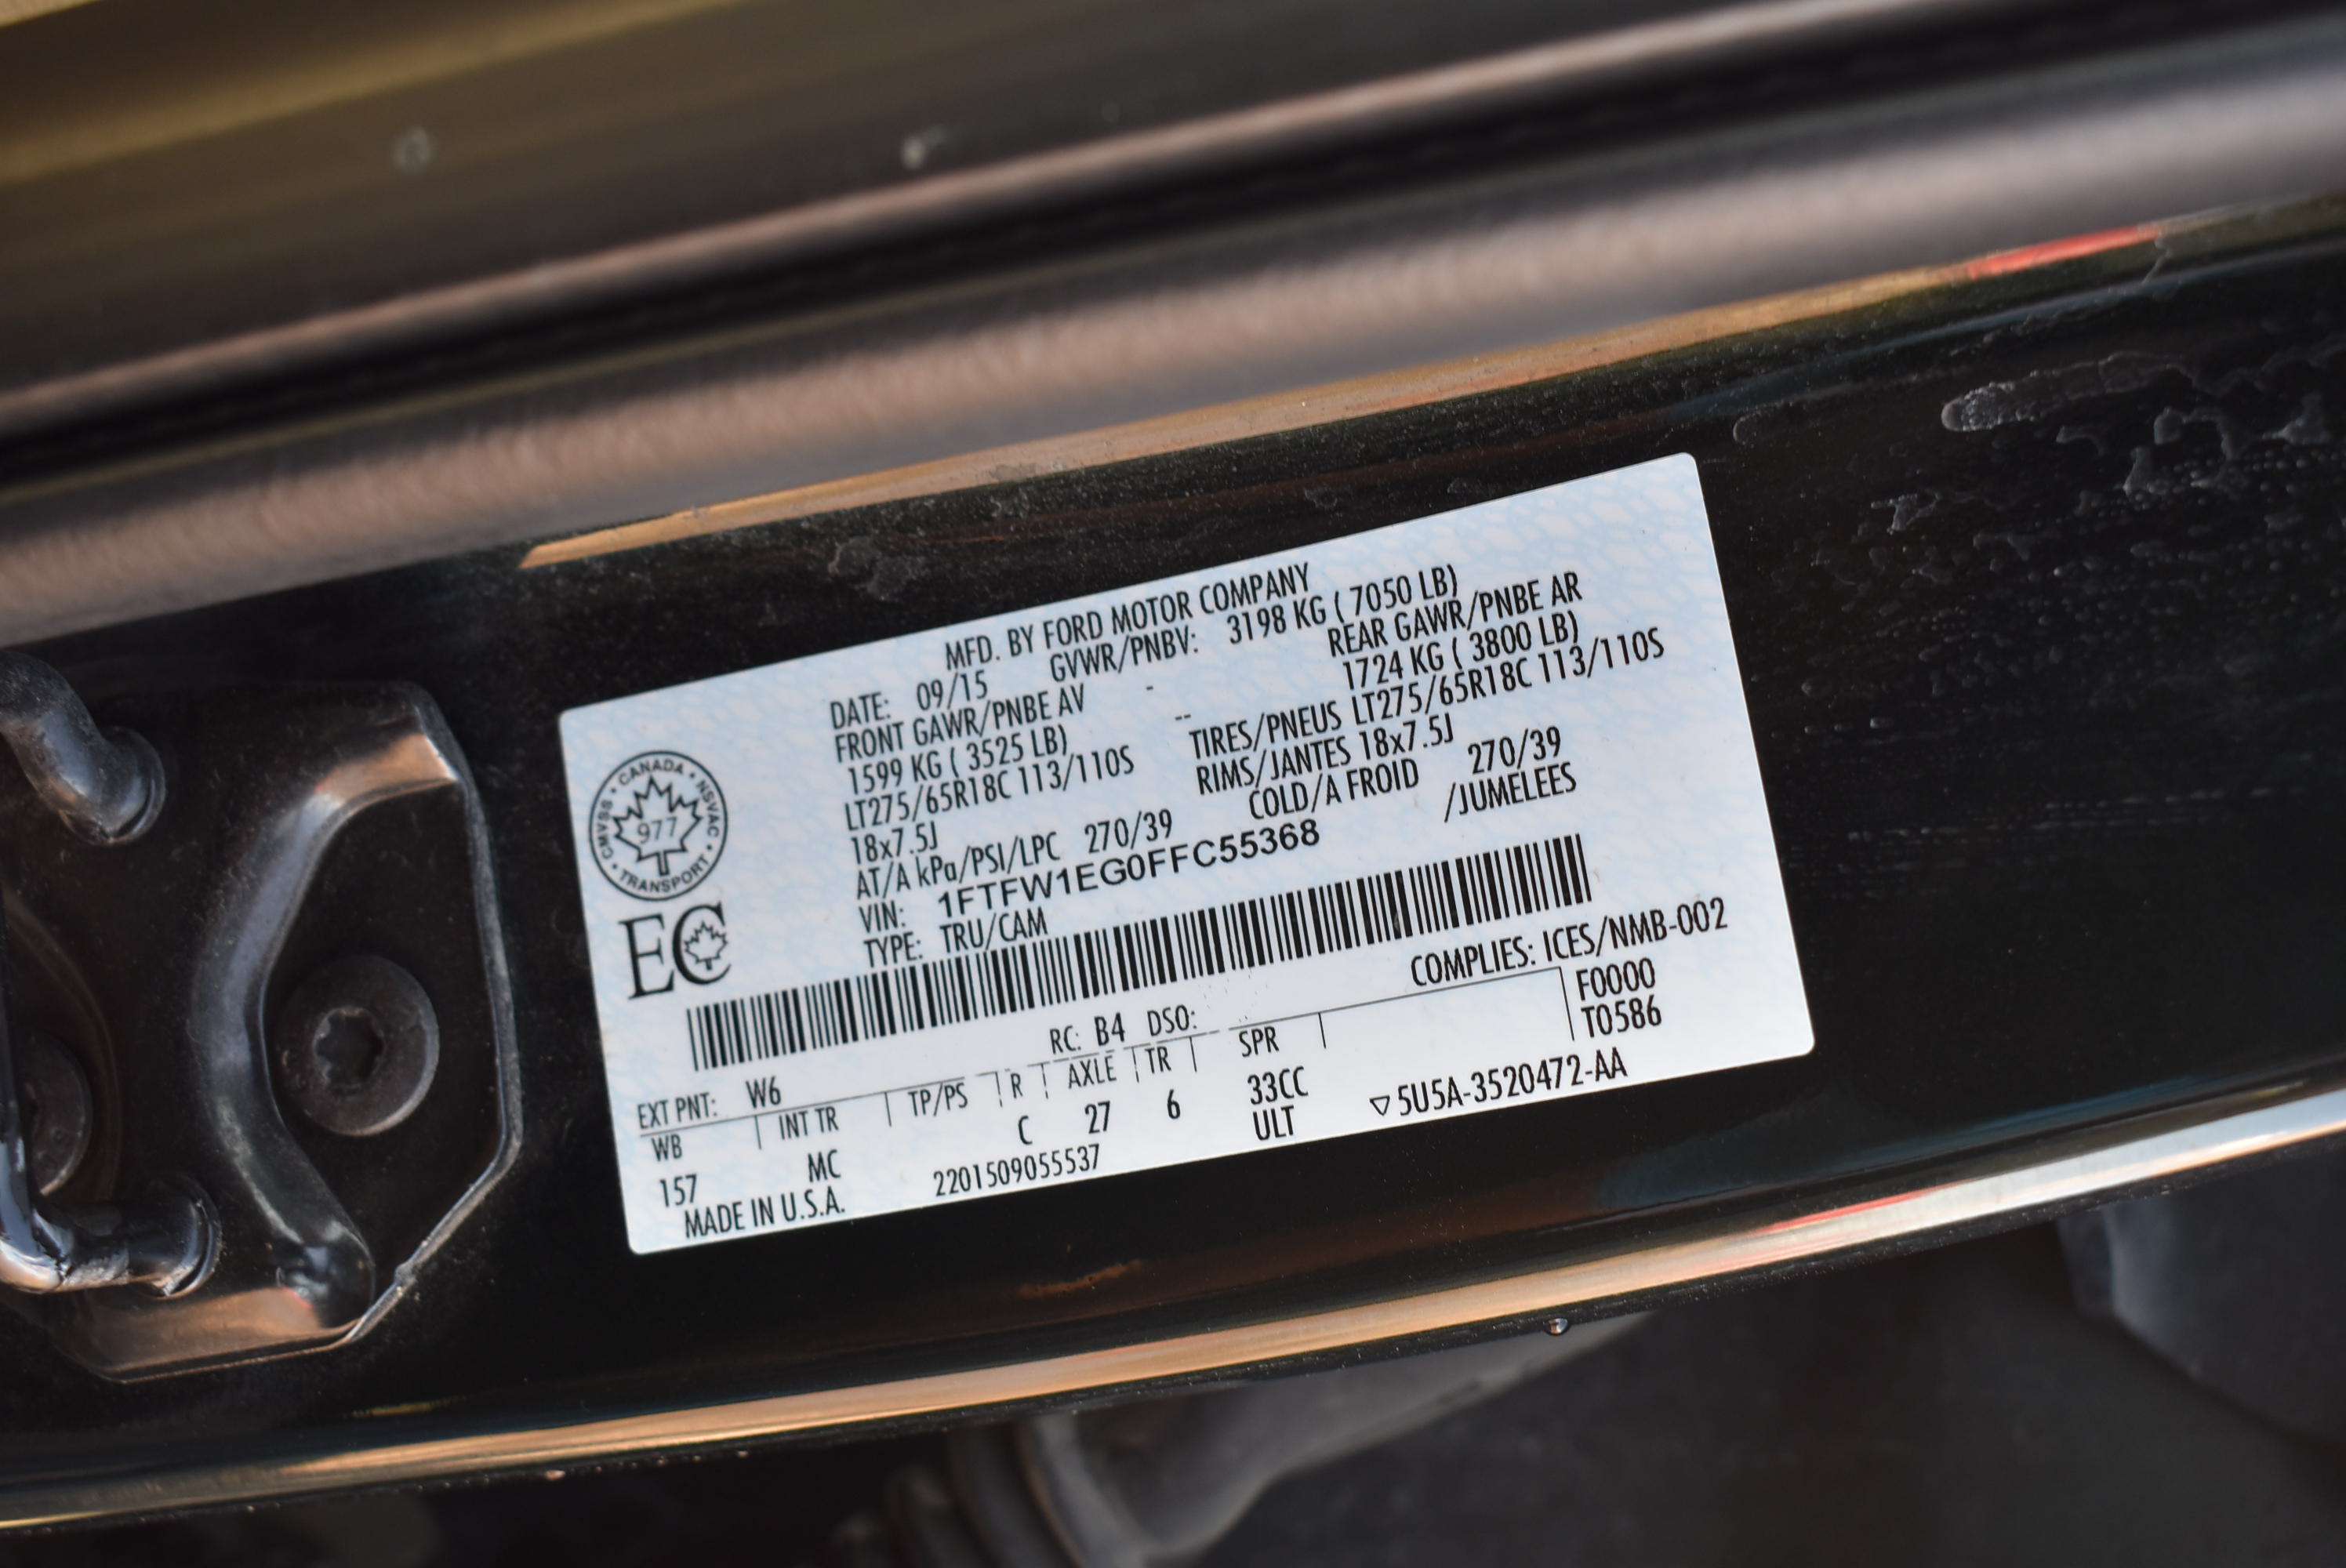 MFD. BY FORD MOTOR COMPANY
DATE: 09/15 GVWR/PNBV: 3198 KG ( 7050 LB)
FRONT GAWR/PNBE AV - REAR GAWR/PNBE AR
1599 KG ( 3525 LB) -- 1724 KG ( 3800 LB)
LT275/65R18C 113/110S TIRES/PNEUS LT275/65R18C 113/110S
18x7.5J RIMS/JANTES 18x7.5J
AT/A kPa/PSI/LPC 270/39 COLD/A FROID 270/39
VIN: 1FTFW1EG0FFC55368 /JUMELEES
TYPE: TRU/CAM
CANADA • NSVAC • TRANSPORT • CMVSS •
977
EC
COMPLIES: ICES/NMB-002
RC: B4 DSO:
F0000
T0586
EXT PNT: W6
WB INT TR TP/PS R AXLE TR SPR
157 MC C 27 6 33CC
ULT
MADE IN U.S.A. 2201509055537 ▽5U5A-3520472-AA